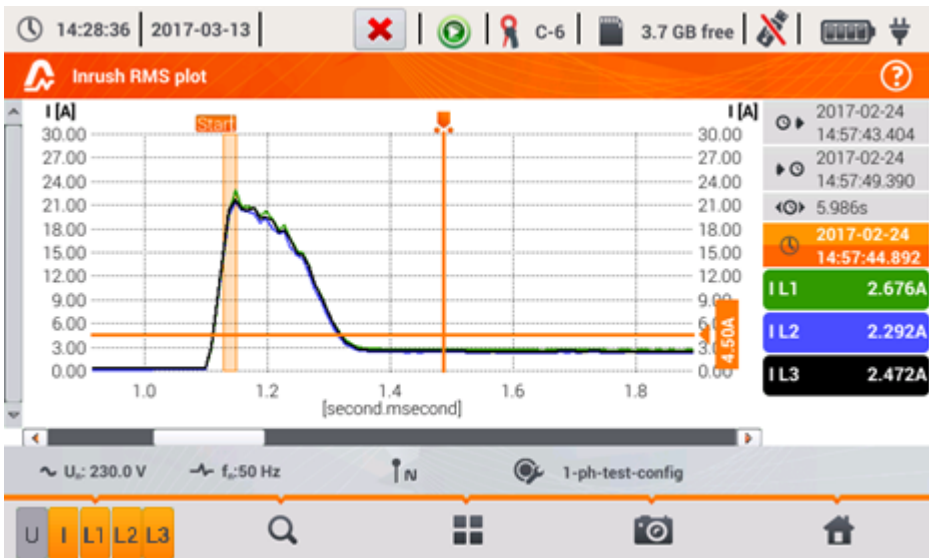 14:28:36 2017-03-13 C-6 3.7 GB free
Inrush RMS plot ?
I [A] Start I [A]
30.00 30.00
27.00 27.00
24.00 24.00
21.00 21.00
18.00 18.00
15.00 15.00
12.00 12.00
9.00 9.00
6.00
3.00
0.00 0.00
4.50A
1.0 1.2 1.4 1.6 1.8
[second.msecond]
2017-02-24
14:57:43.404
2017-02-24
14:57:49.390
5.986s
2017-02-24
14:57:44.892
I L1 2.676A
I L2 2.292A
I L3 2.472A
Un: 230.0 V fn:50 Hz N 1-ph-test-config
U I L1 L2 L3